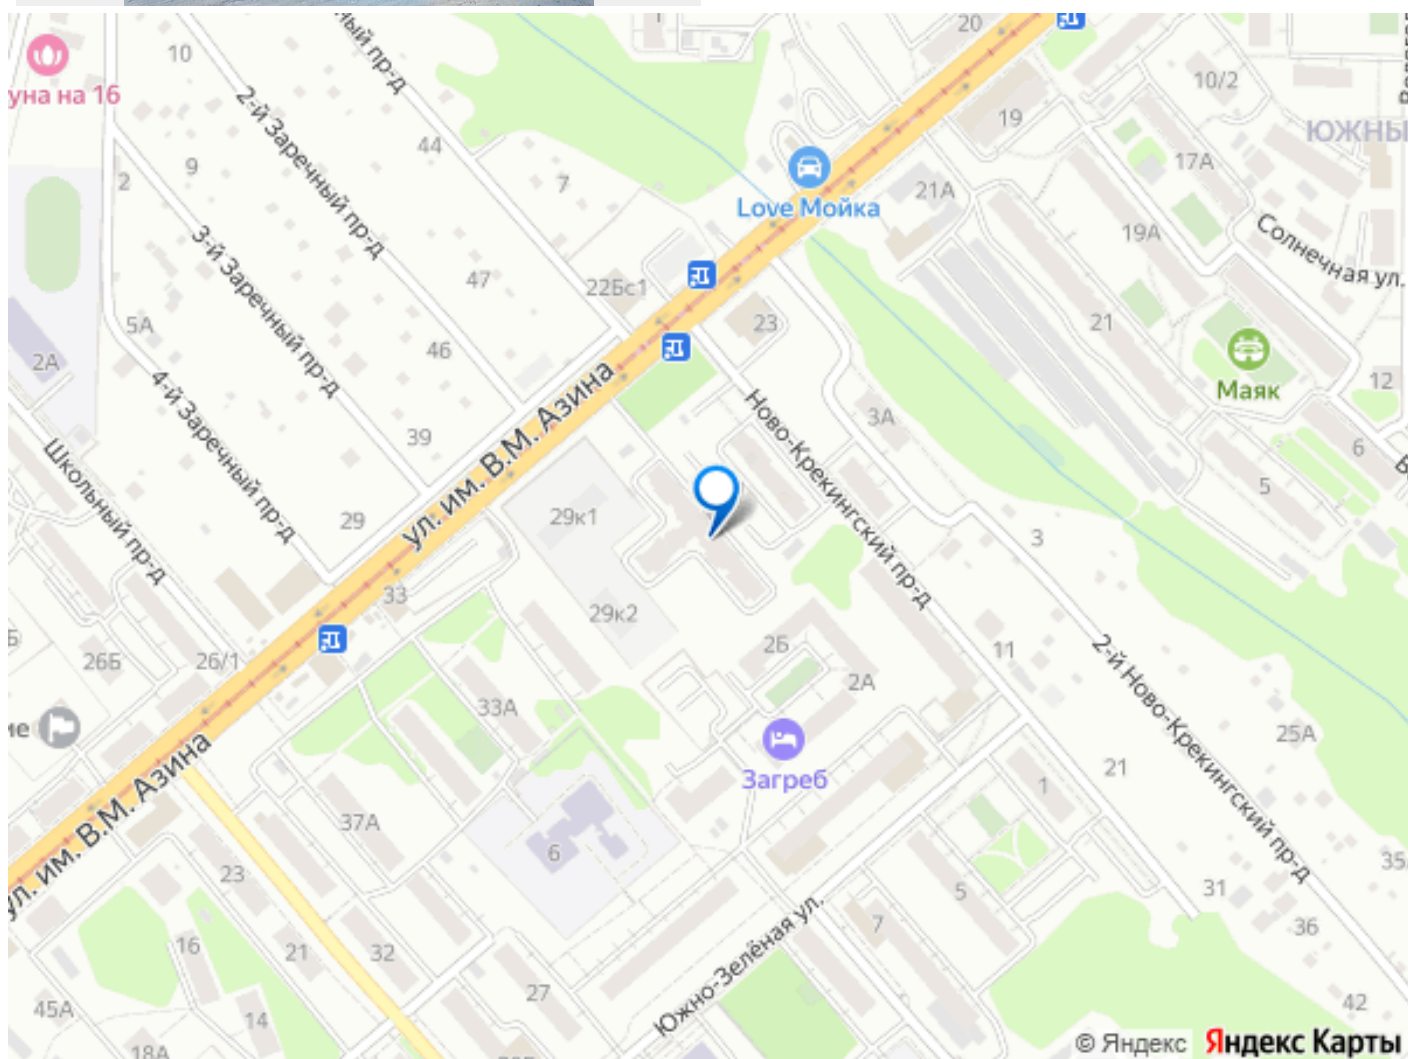 ный пр-д
20
10
10/2
уна на 16
2-й Заречный пр-д
44
19
ЮЖНЫ
17А
9
2
7
Love Мойка
21А
3-й Заречный пр-д
19А
Солнечная ул.
47
22Бс1
5А
23
21
2А
46
4-й Заречный пр-д
ул. им. В.М. Азина
Маяк
12
39
Ново-Крекингский пр-д
3А
6
Школьный пр-д
5
29
29к1
3
33
29к2
2Б
11
2-й Ново-Крекингский пр-д
26Б
26/1
2А
33А
ие
25А
ул. им. В.М. Азина
Загреб
21
1
37А
6
35
23
5
31
7
36
16
21
32
Южно-Зелёная ул.
27
42
45А
14
18А
© Яндекс
Яндекс Карты